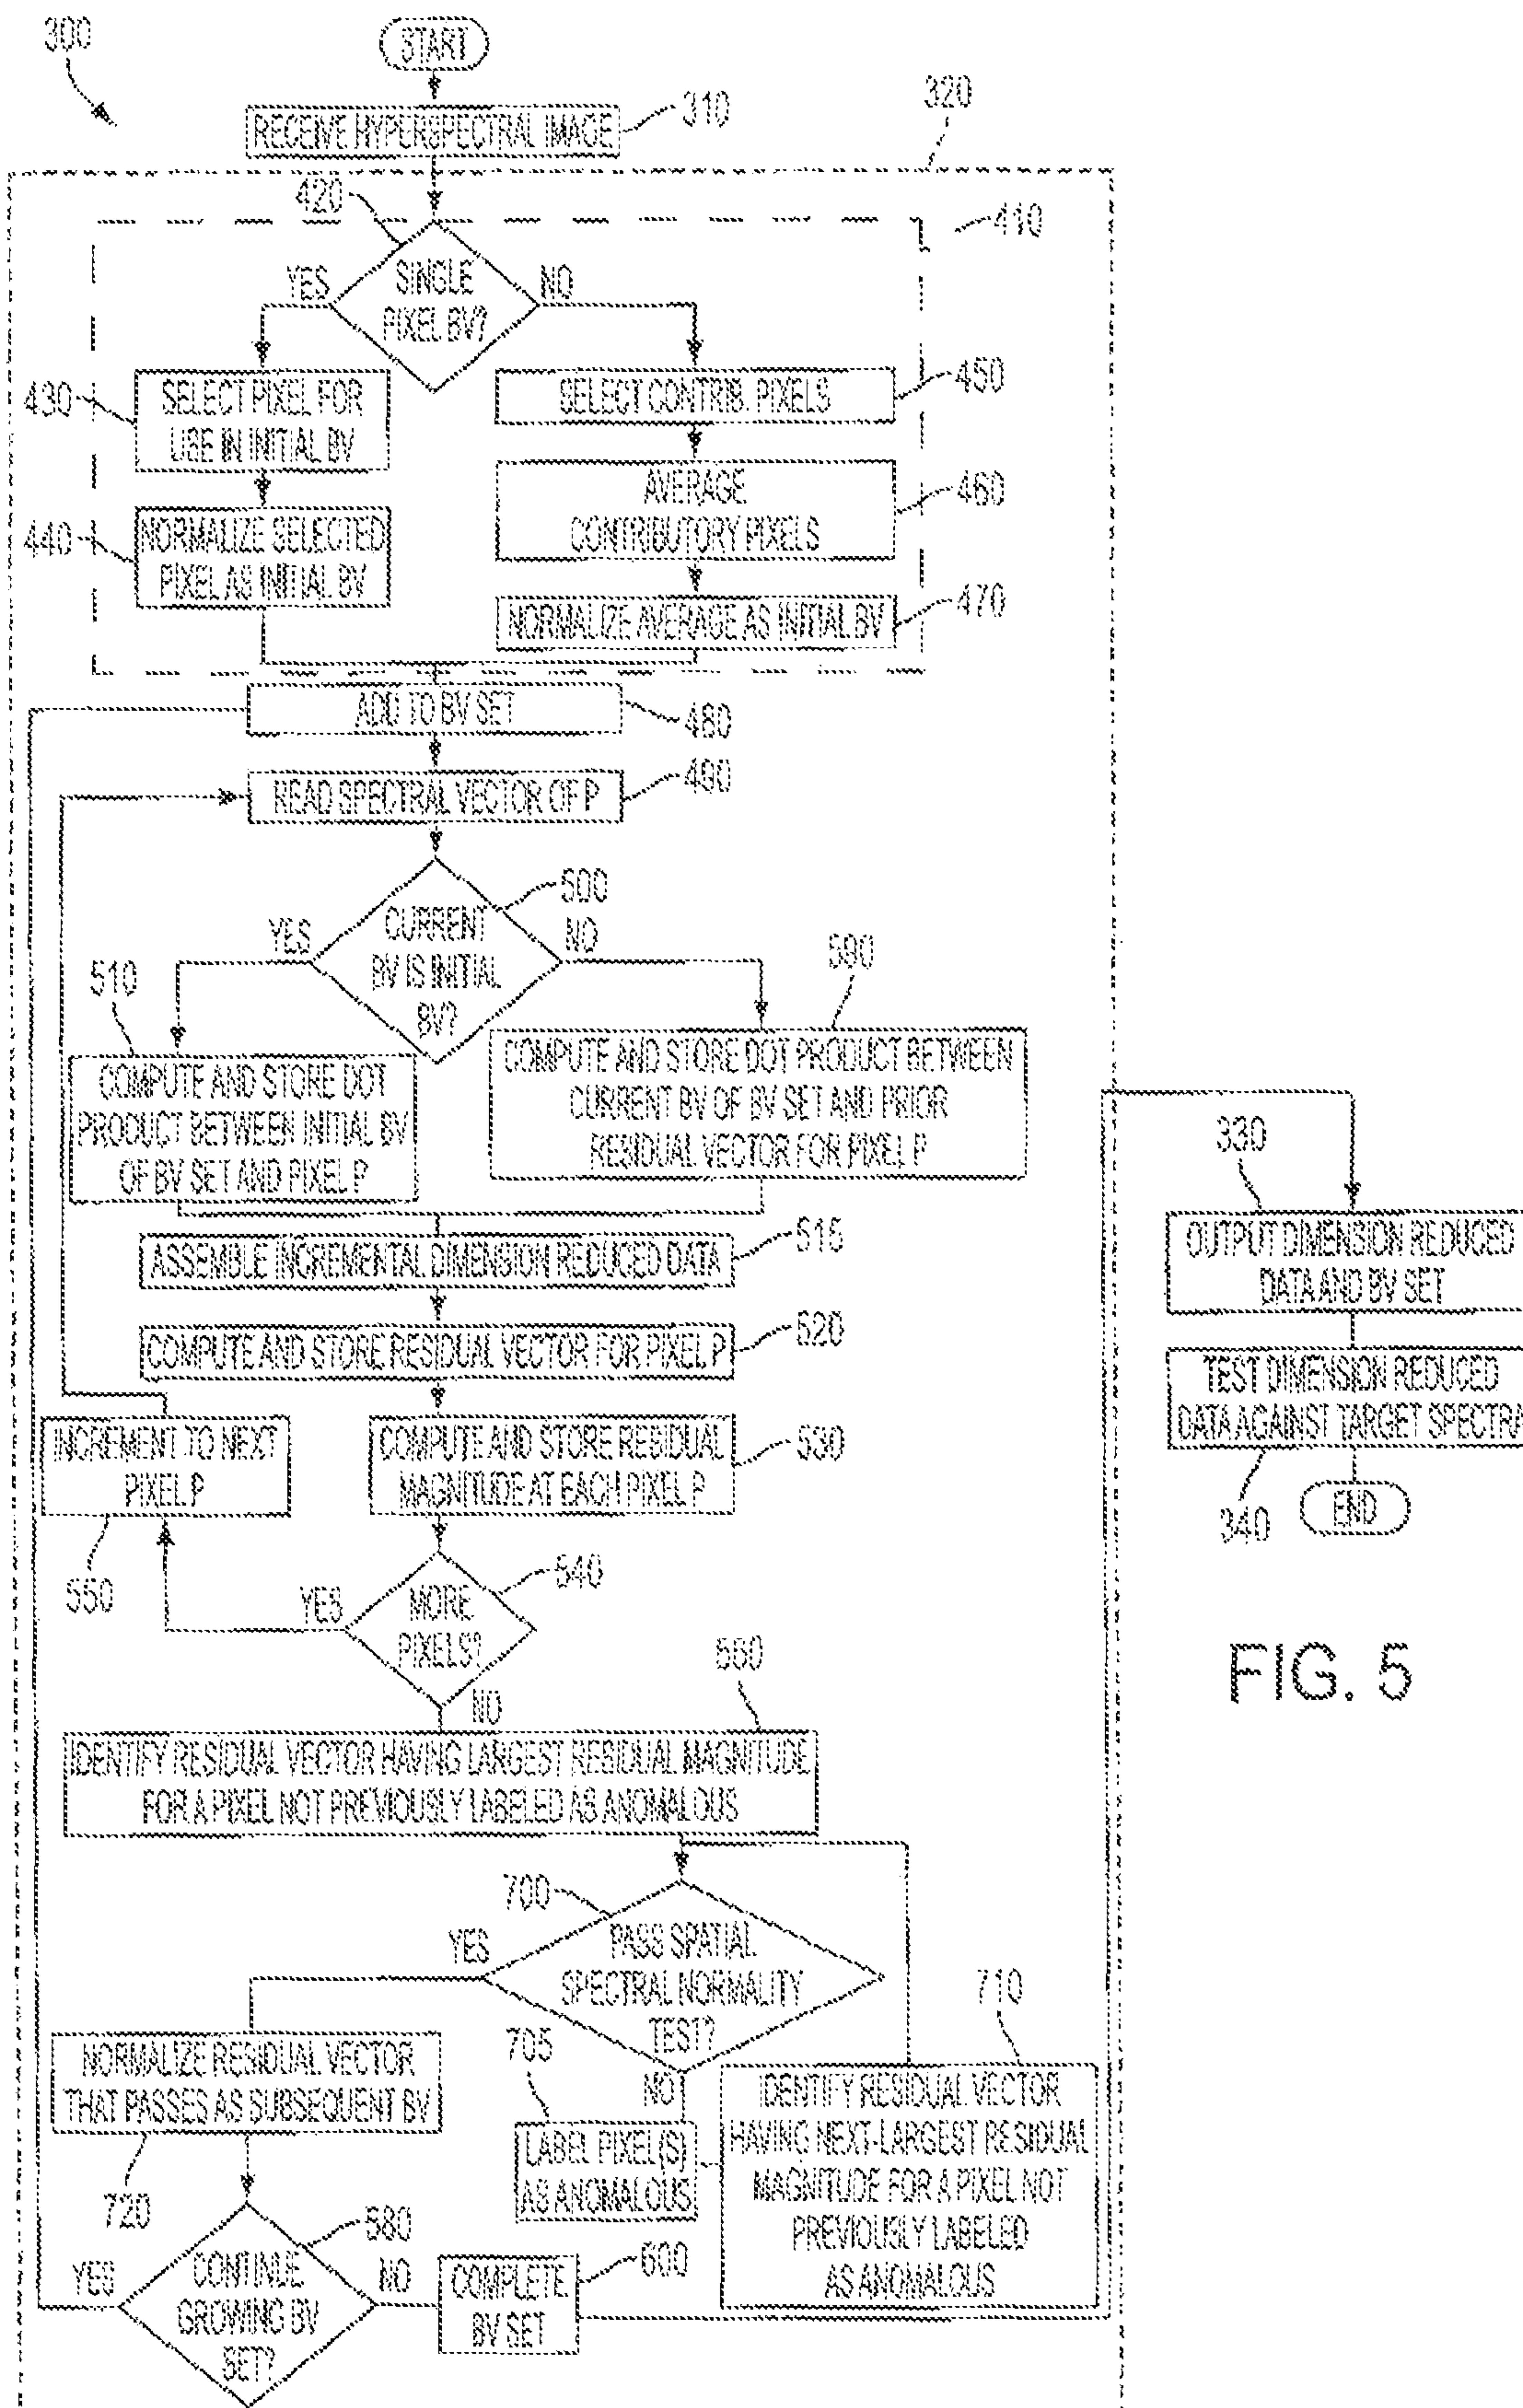 300
START
RECEIVE HYPERSPECTRAL IMAGE
310
320
410
420
SINGLE
PIXEL BV?
YES
NO
430
SELECT PIXEL FOR
USE IN INITIAL BV
SELECT CONTRIB. PIXELS
450
440
NORMALIZE SELECTED
PIXEL AS INITIAL BV
AVERAGE
CONTRIBUTORY PIXELS
460
NORMALIZE AVERAGE AS INITIAL BV
470
ADD TO BV SET
480
READ SPECTRAL VECTOR OF P
490
500
CURRENT
BV IS INITIAL
BV?
YES
NO
510
COMPUTE AND STORE DOT
PRODUCT BETWEEN INITIAL BV
OF BV SET AND PIXEL P
590
COMPUTE AND STORE DOT PRODUCT BETWEEN
CURRENT BV OF BV SET AND PRIOR
RESIDUAL VECTOR FOR PIXEL P
ASSEMBLE INCREMENTAL DIMENSION REDUCED DATA
515
COMPUTE AND STORE RESIDUAL VECTOR FOR PIXEL P
520
INCREMENT TO NEXT
PIXEL P
550
COMPUTE AND STORE RESIDUAL
MAGNITUDE AT EACH PIXEL P
530
MORE
PIXELS?
540
YES
NO
560
IDENTIFY RESIDUAL VECTOR HAVING LARGEST RESIDUAL MAGNITUDE
FOR A PIXEL NOT PREVIOUSLY LABELED AS ANOMALOUS
700
PASS SPATIAL
SPECTRAL NORMALITY
TEST?
YES
NO
NORMALIZE RESIDUAL VECTOR
THAT PASSES AS SUBSEQUENT BV
720
705
LABEL PIXEL(S)
AS ANOMALOUS
710
IDENTIFY RESIDUAL VECTOR
HAVING NEXT-LARGEST RESIDUAL
MAGNITUDE FOR A PIXEL NOT
PREVIOUSLY LABELED
AS ANOMALOUS
580
CONTINUE
GROWING BV
SET?
YES
NO
600
COMPLETE
BV SET
330
OUTPUT DIMENSION REDUCED
DATA AND BV SET
TEST DIMENSION REDUCED
DATA AGAINST TARGET SPECTRA
340
END
FIG. 5